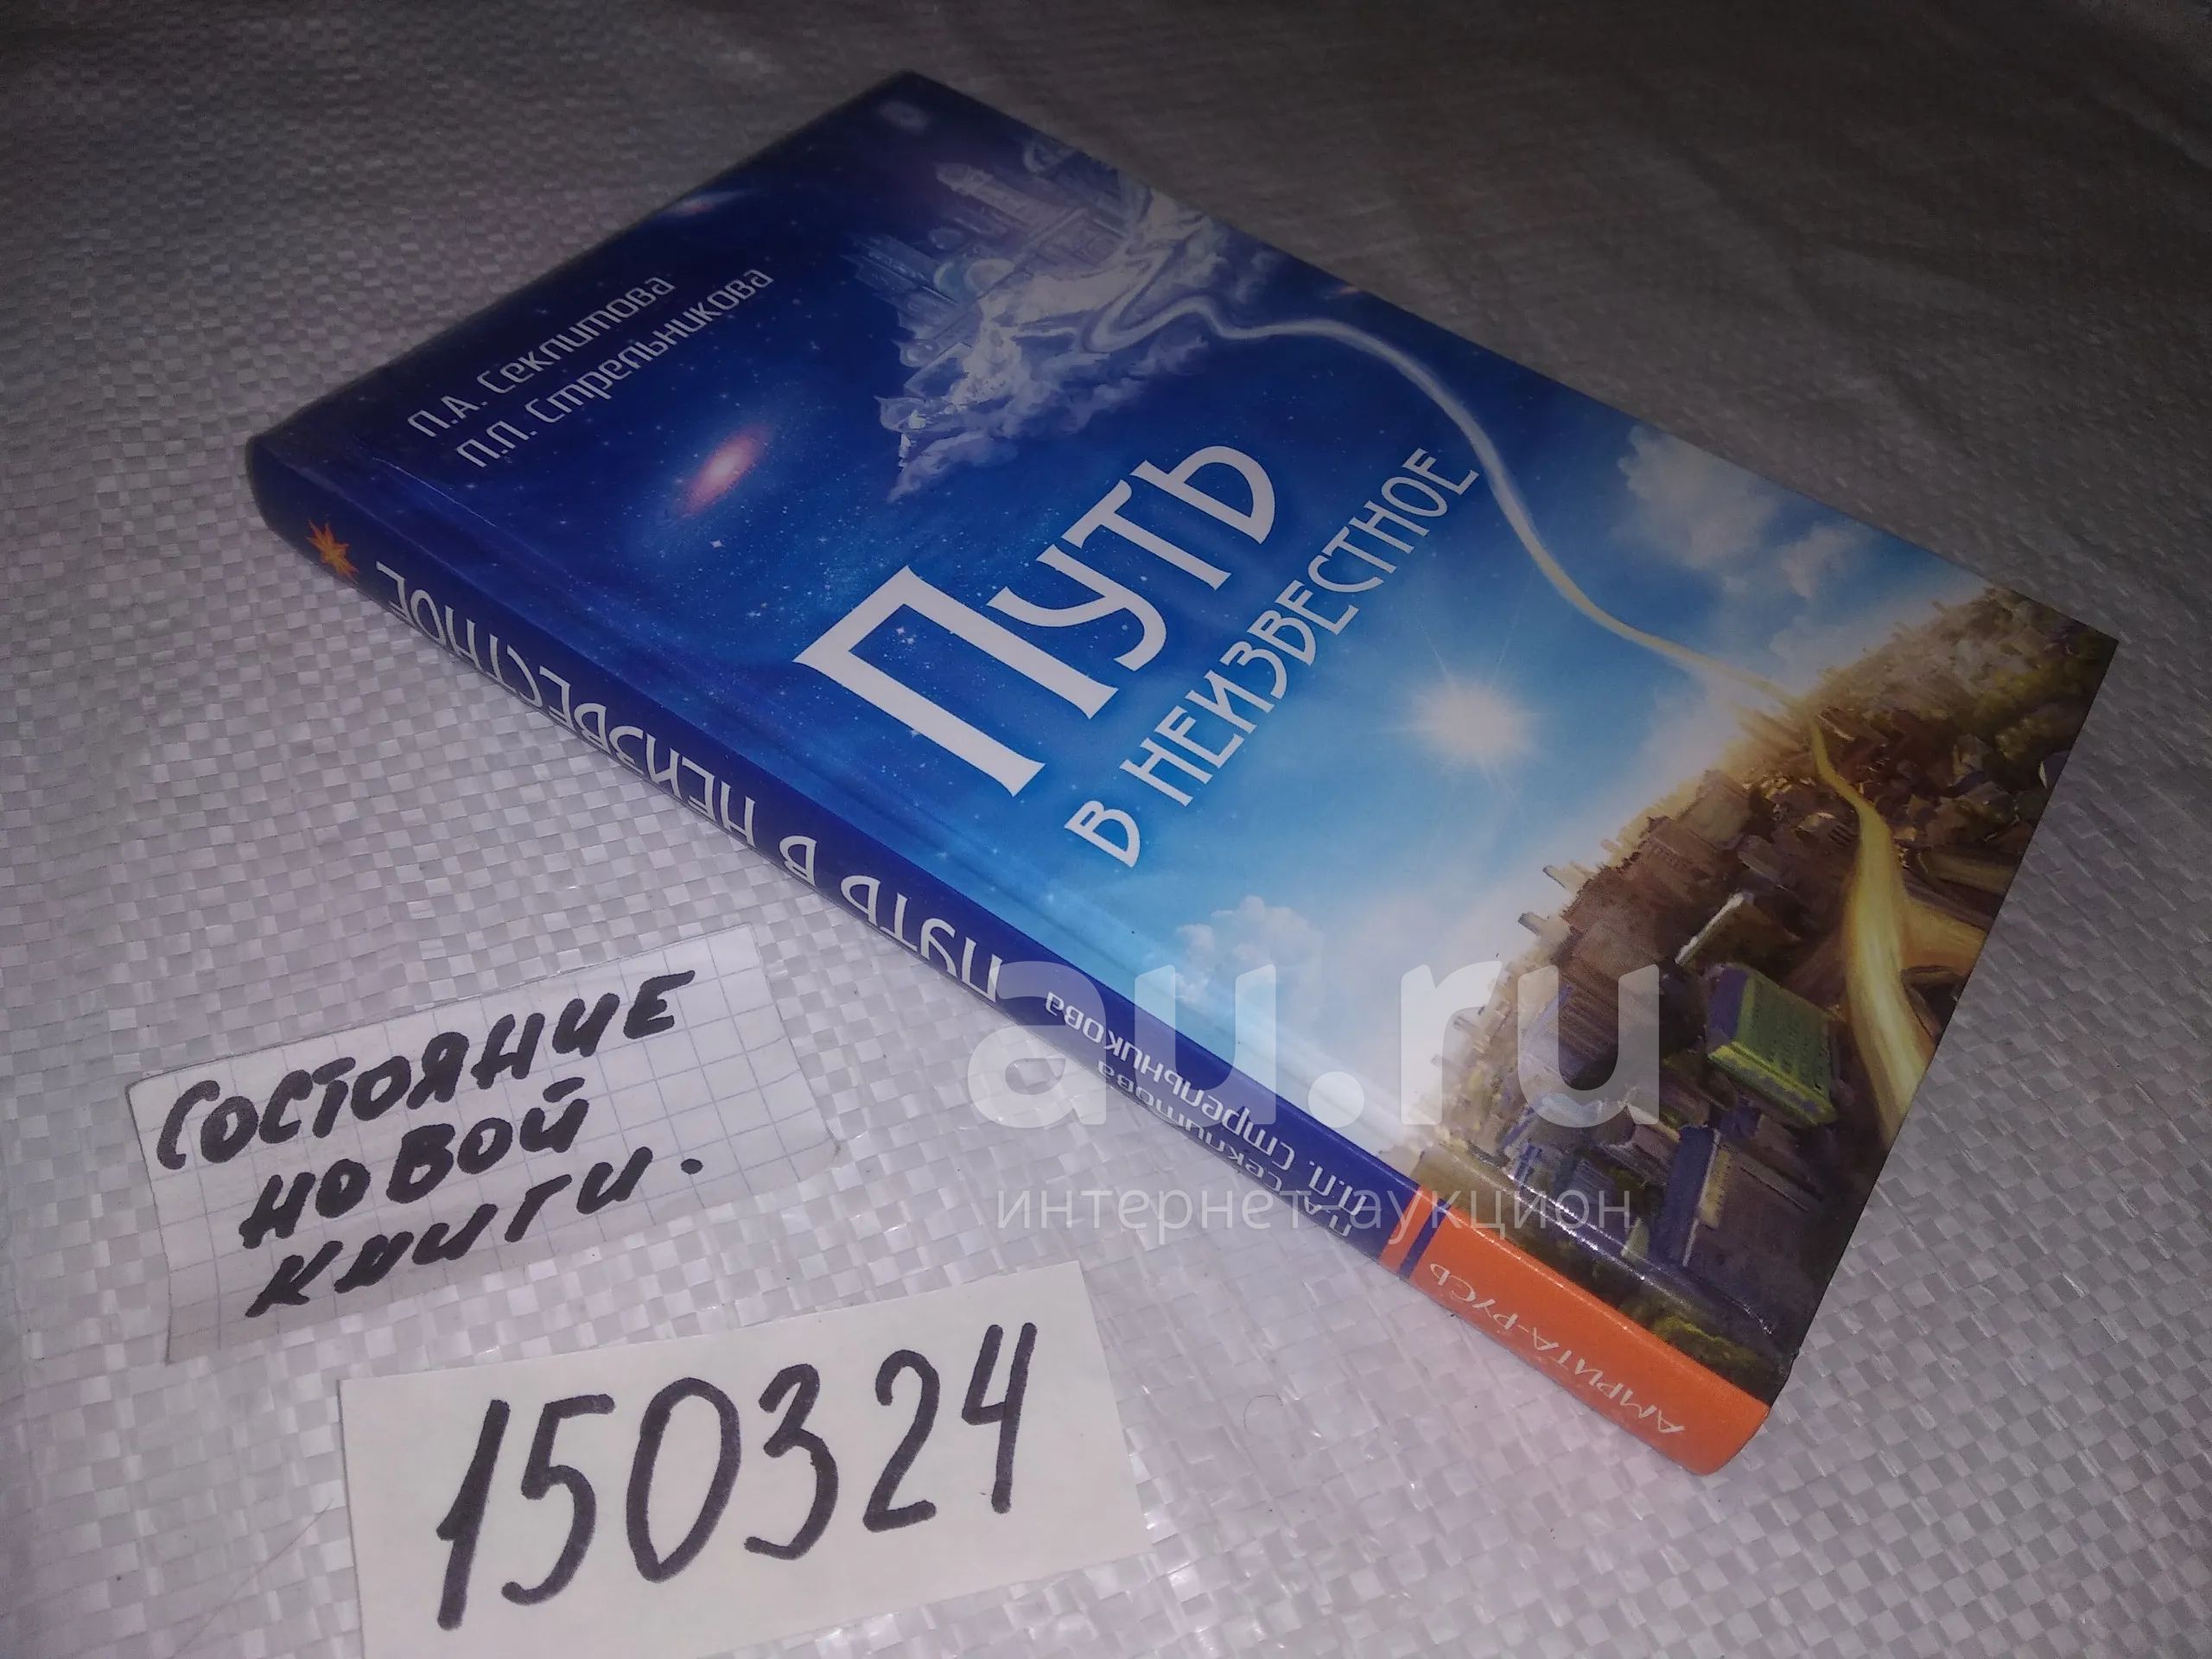 Л.А. Секлитова
Л.Л. Стрельникова
Путь
в неизвестное
ПУТЬ В НЕИЗВЕСТНОЕ
Л.А. Секлитова
Л.Л. Стрельникова
АМРИТА-РУСЬ
au.ru
интернет аукцион
Состояние
новой
книги.
150324